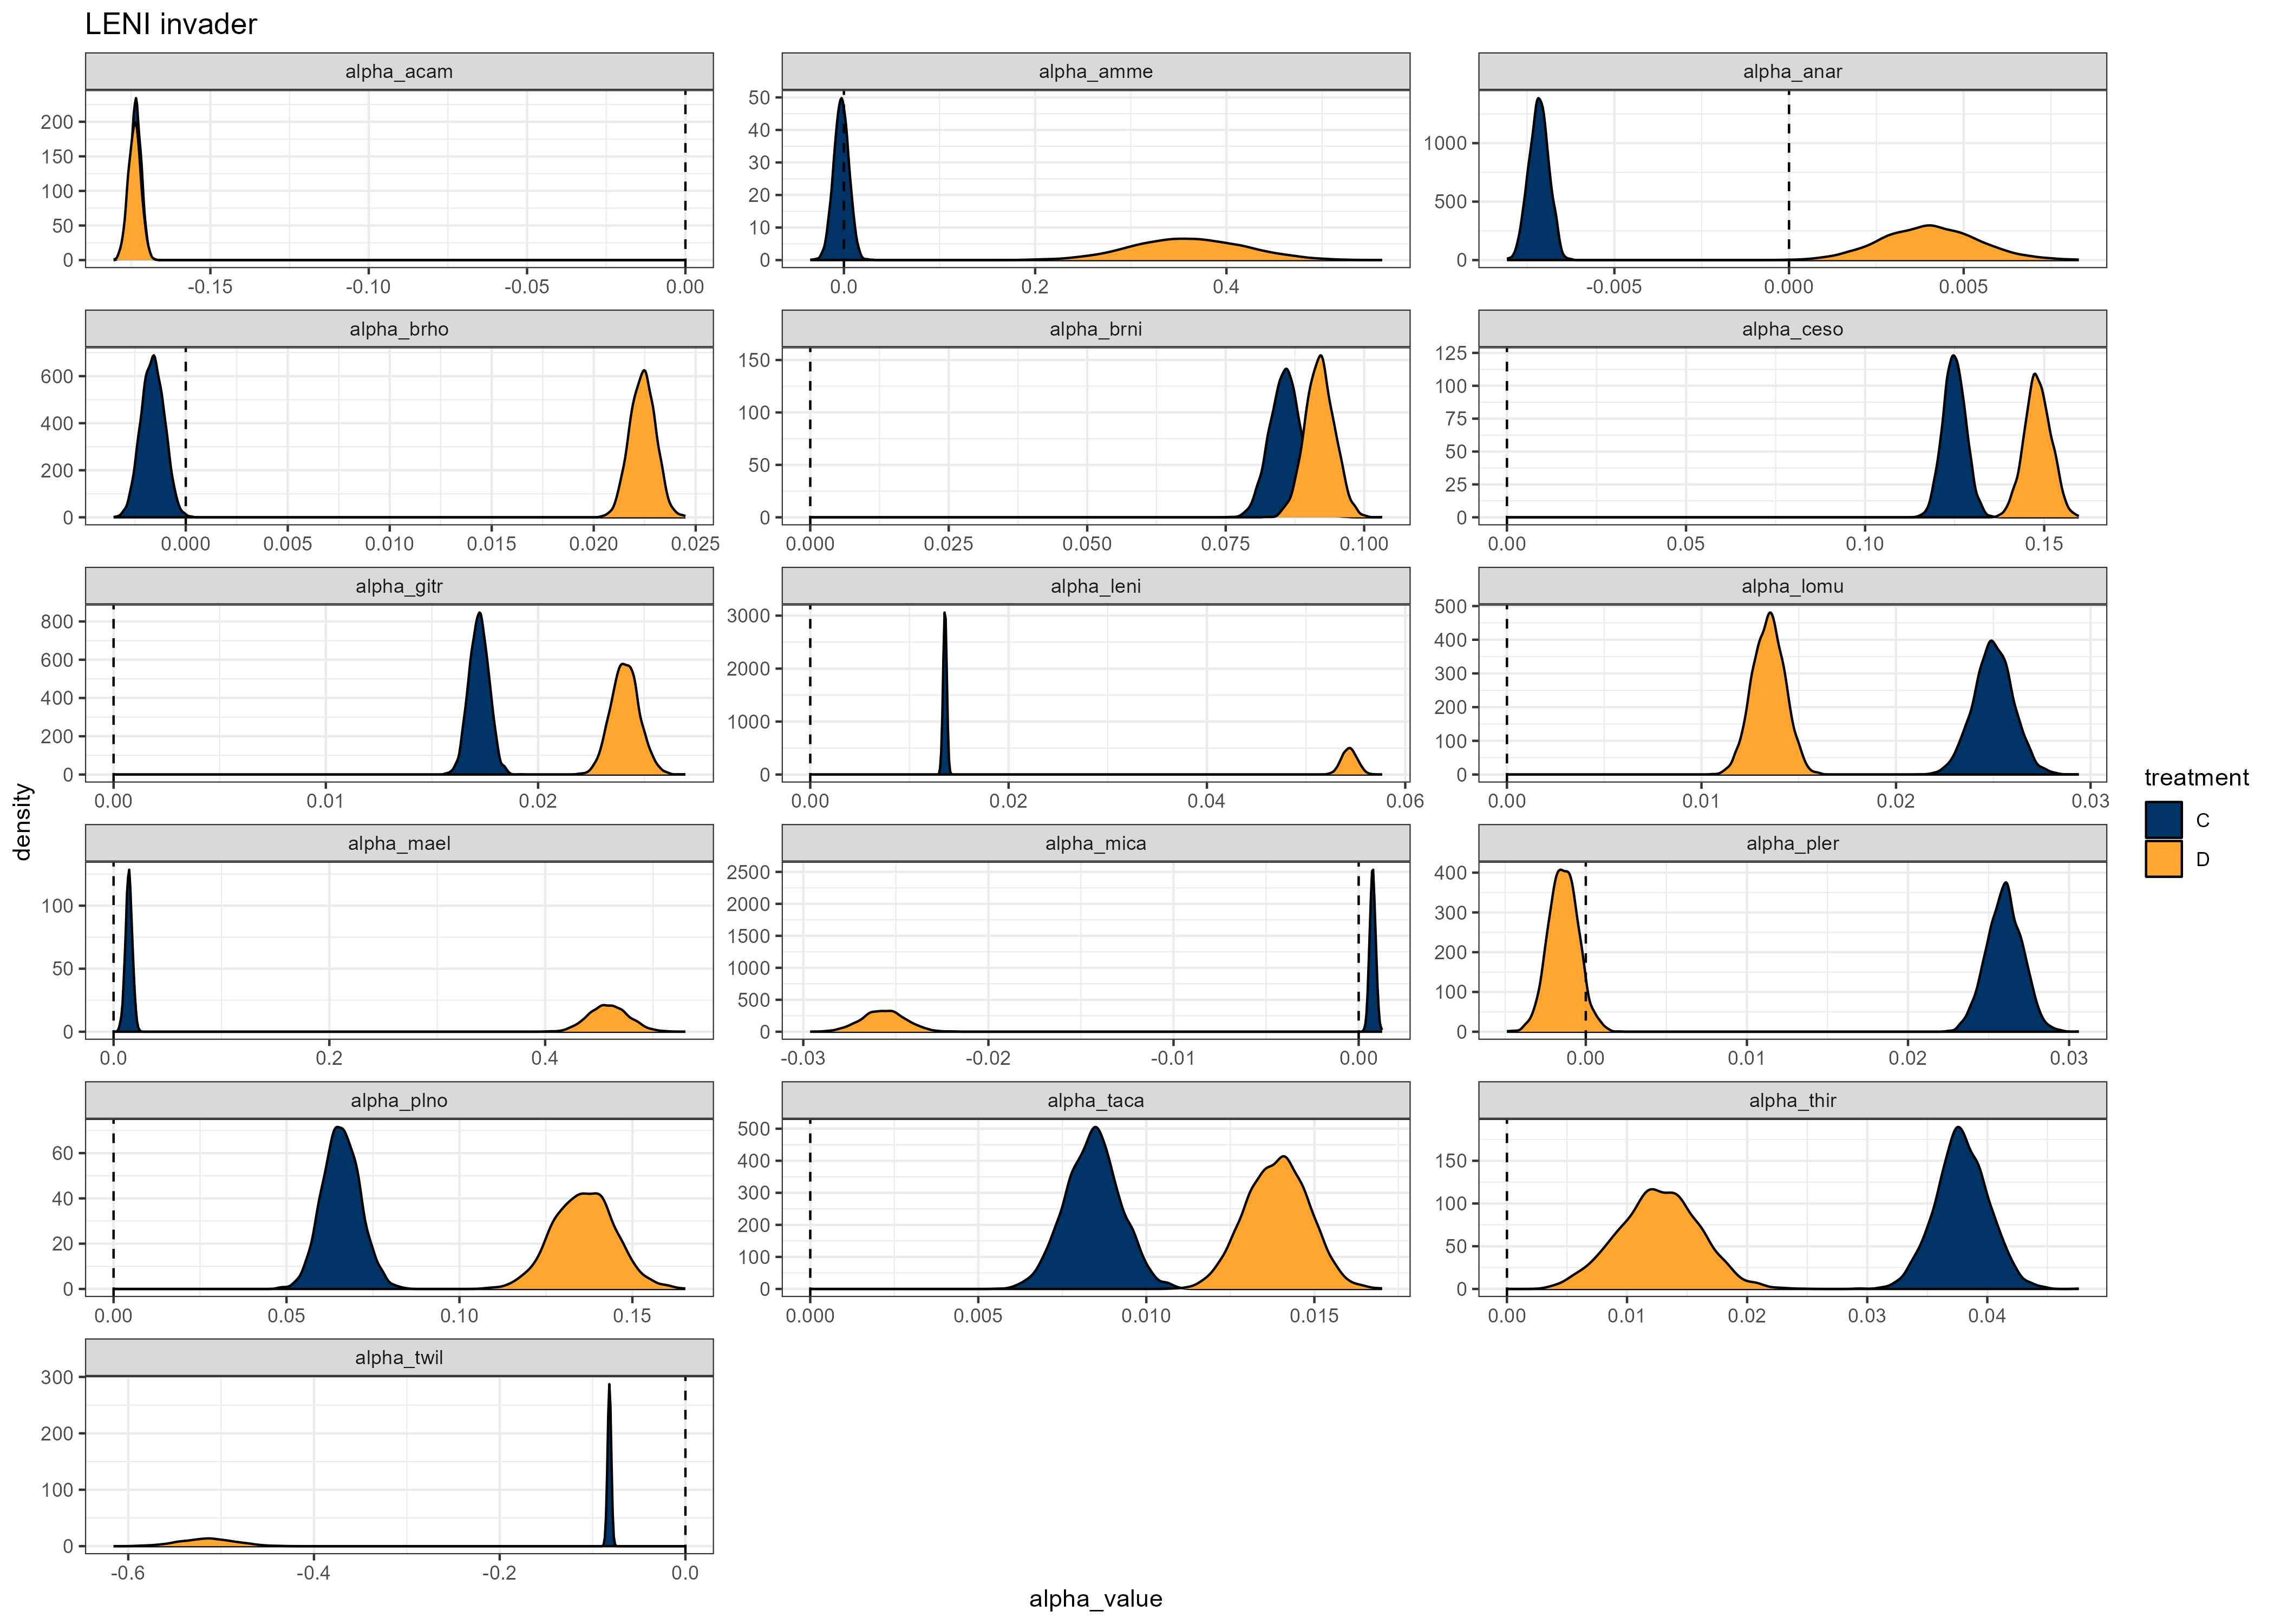 LENI invader
alpha_acam alpha_amme alpha_anar
200
150
100
50
0
-0.15 -0.10 -0.05 0.00
50
40
30
20
10
0
0.0 0.2 0.4
1000
500
0
-0.005 0.000 0.005
alpha_brho alpha_brni alpha_ceso
600
400
200
0
0.000 0.005 0.010 0.015 0.020 0.025
150
100
50
0
0.000 0.025 0.050 0.075 0.100
125
100
75
50
25
0
0.00 0.05 0.10 0.15
alpha_gitr alpha_leni alpha_lomu
800
600
400
200
0
0.00 0.01 0.02
3000
2000
1000
0
0.00 0.02 0.04 0.06
500
400
300
200
100
0
0.00 0.01 0.02 0.03
alpha_mael alpha_mica alpha_pler
100
50
0
0.0 0.2 0.4
2500
2000
1500
1000
500
0
-0.03 -0.02 -0.01 0.00
400
300
200
100
0
0.00 0.01 0.02 0.03
alpha_plno alpha_taca alpha_thir
60
40
20
0
0.00 0.05 0.10 0.15
500
400
300
200
100
0
0.000 0.005 0.010 0.015
150
100
50
0
0.00 0.01 0.02 0.03 0.04
alpha_twil
300
200
100
0
-0.6 -0.4 -0.2 0.0
density
alpha_value
treatment
C
D